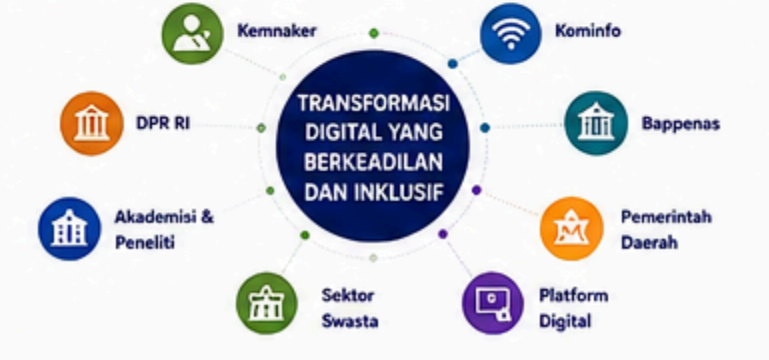 Kemnaker
Kominfo
TRANSFORMASI
DIGITAL YANG
BERKEADILAN
DAN INKLUSIF
DPR RI
Bappenas
Akademisi &
Peneliti
Pemerintah
Daerah
Sektor
Swasta
Platform
Digital